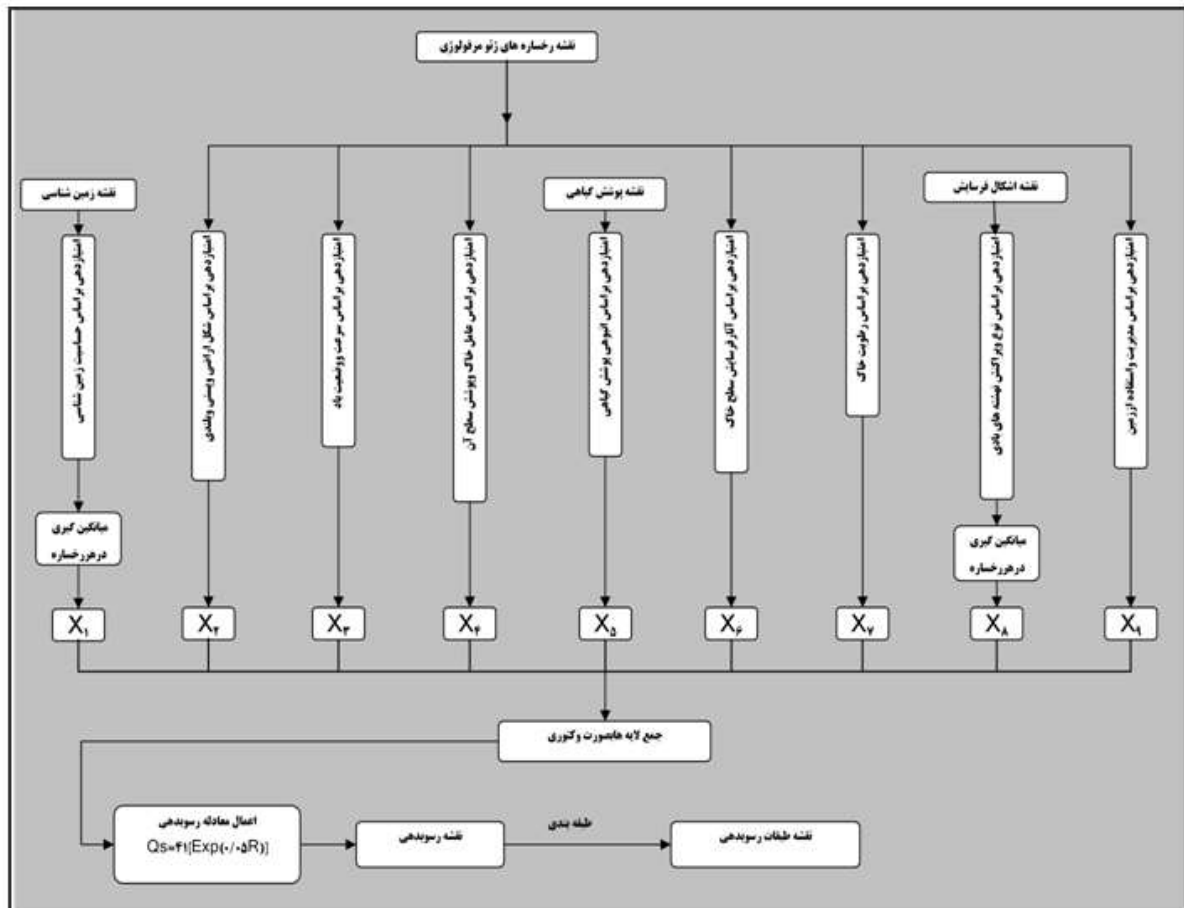 نقشه رخساره های ژئو مرفولوژی
نقشه زمین شناسی
نقشه پوشش گیاهی
نقشه اشکال فرسایش
امتیازدهی براساس حساسیت زمین شناسی
امتیازدهی براساس شکل اراضی وپستی وبلندی
امتیازدهی براساس سرعت ووضعیت باد
امتیازدهی براساس عامل خاک وپوشش سطح آن
امتیازدهی براساس انبوهی پوشش گیاهی
امتیازدهی براساس آثار فرسایش سطح خاک
امتیازدهی براساس رطوبت خاک
امتیازدهی براساس نوع وپراکنش نهشته های بادی
امتیازدهی براساس مدیریت واستفاده اززمین
میانگین گیری
درهررخساره
میانگین گیری
درهررخساره
X۱
X۲
X۳
X۴
X۵
X۶
X۷
X۸
X۹
جمع لایه هابصورت وکتوری
اعمال معادله رسوبدهی
Qs=۴۱[Exp(۰/۰۵R)]
نقشه رسوبدهی
طبقه بندی
نقشه طبقات رسوبدهی